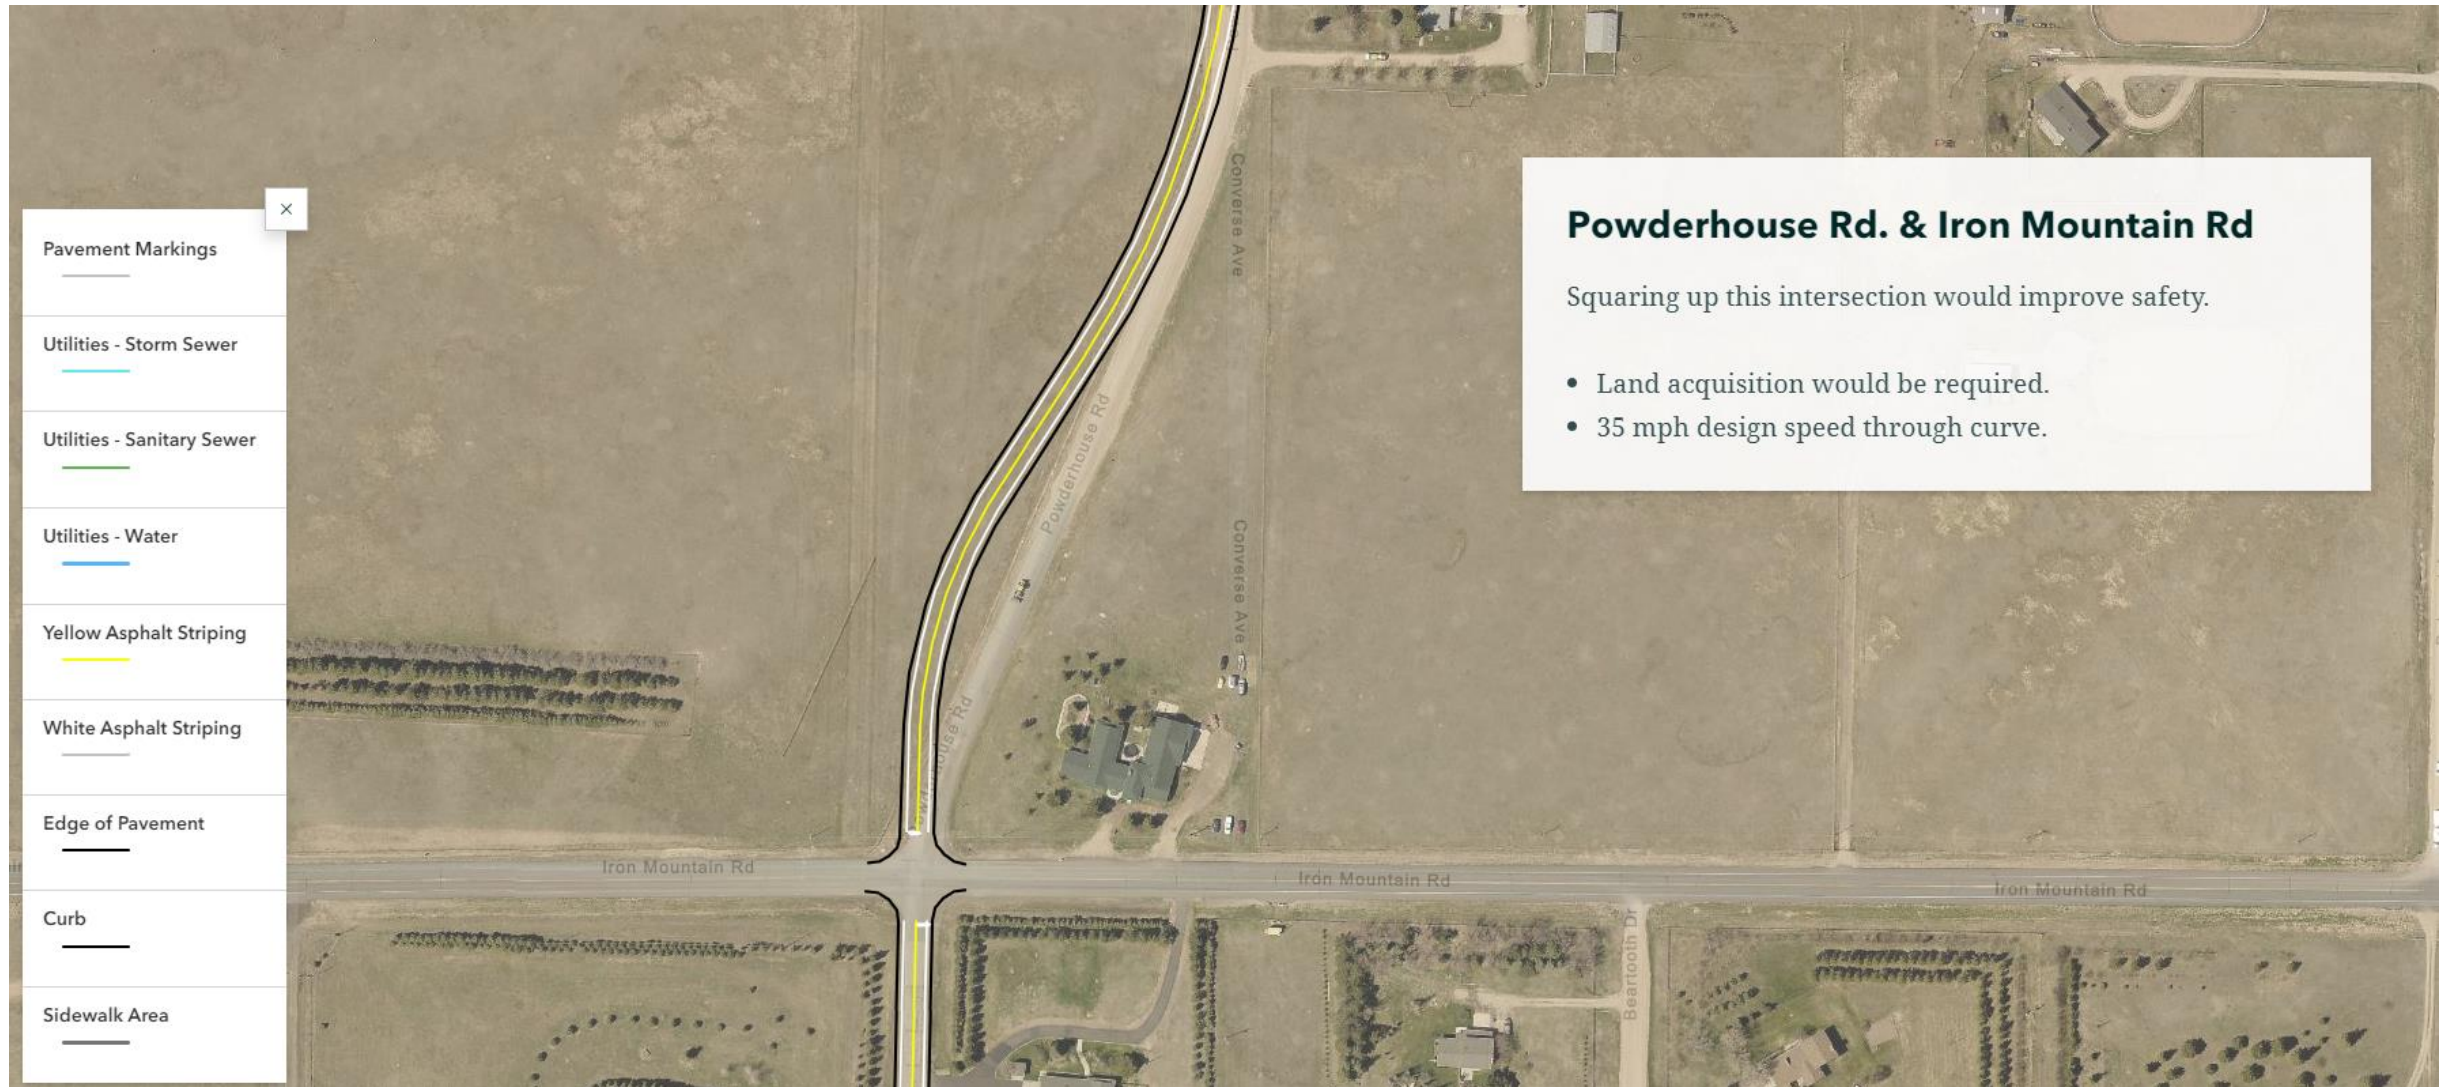 Pavement Markings
Utilities - Storm Sewer
Utilities - Sanitary Sewer
Utilities - Water
Yellow Asphalt Striping
White Asphalt Striping
Edge of Pavement
Curb
Sidewalk Area
Powderhouse Rd. & Iron Mountain Rd
Squaring up this intersection would improve safety.
• Land acquisition would be required.
• 35 mph design speed through curve.
Converse Ave
Powderhouse Rd
Converse Ave
Iron Mountain Rd
Iron Mountain Rd
Iron Mountain Rd
Beartooth Dr